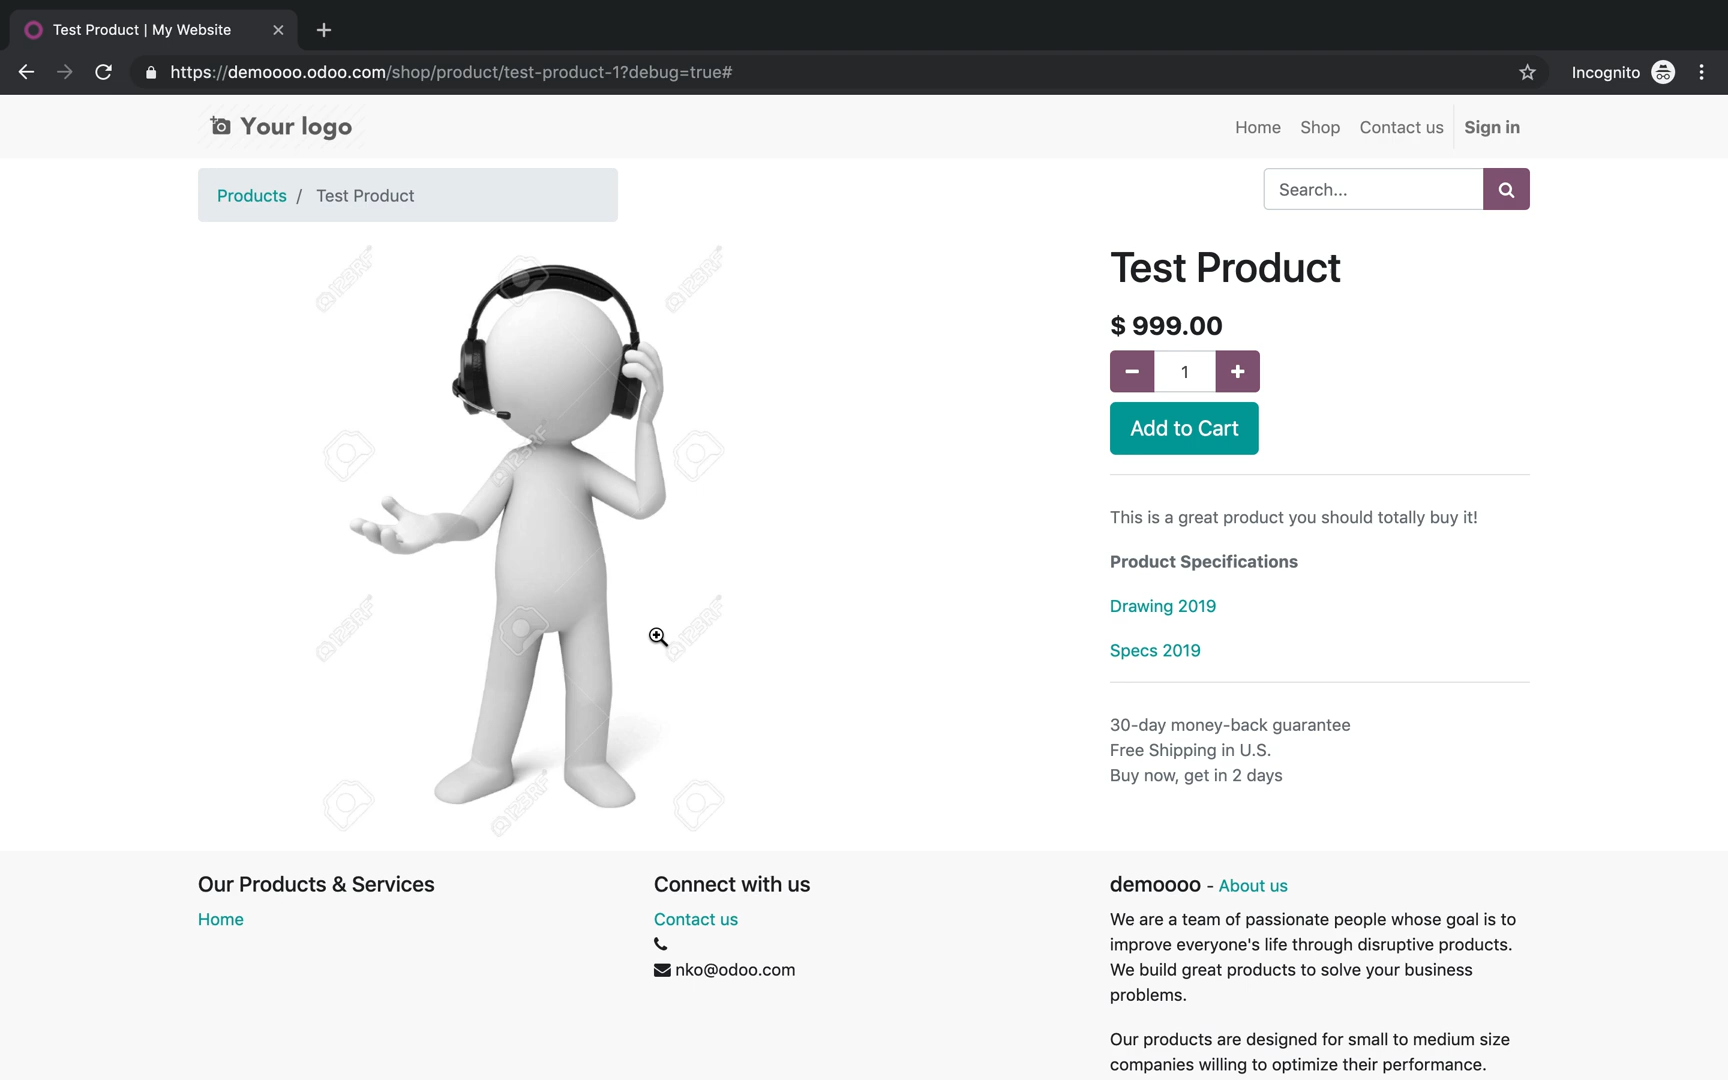 Test Product | My Website
https://demoooo.odoo.com/shop/product/test-product-1?debug=true#
Incognito
Your logo
Home
Shop
Contact us
Sign in
Products / Test Product
Search...
123RF
123RF
123RF
123RF
123RF
123RF
Test Product
$ 999.00
1
Add to Cart
This is a great product you should totally buy it!
Product Specifications
Drawing 2019
Specs 2019
30-day money-back guarantee
Free Shipping in U.S.
Buy now, get in 2 days
Our Products & Services
Home
Connect with us
Contact us
nko@odoo.com
demoooo - About us
We are a team of passionate people whose goal is to
improve everyone's life through disruptive products.
We build great products to solve your business
problems.
Our products are designed for small to medium size
companies willing to optimize their performance.